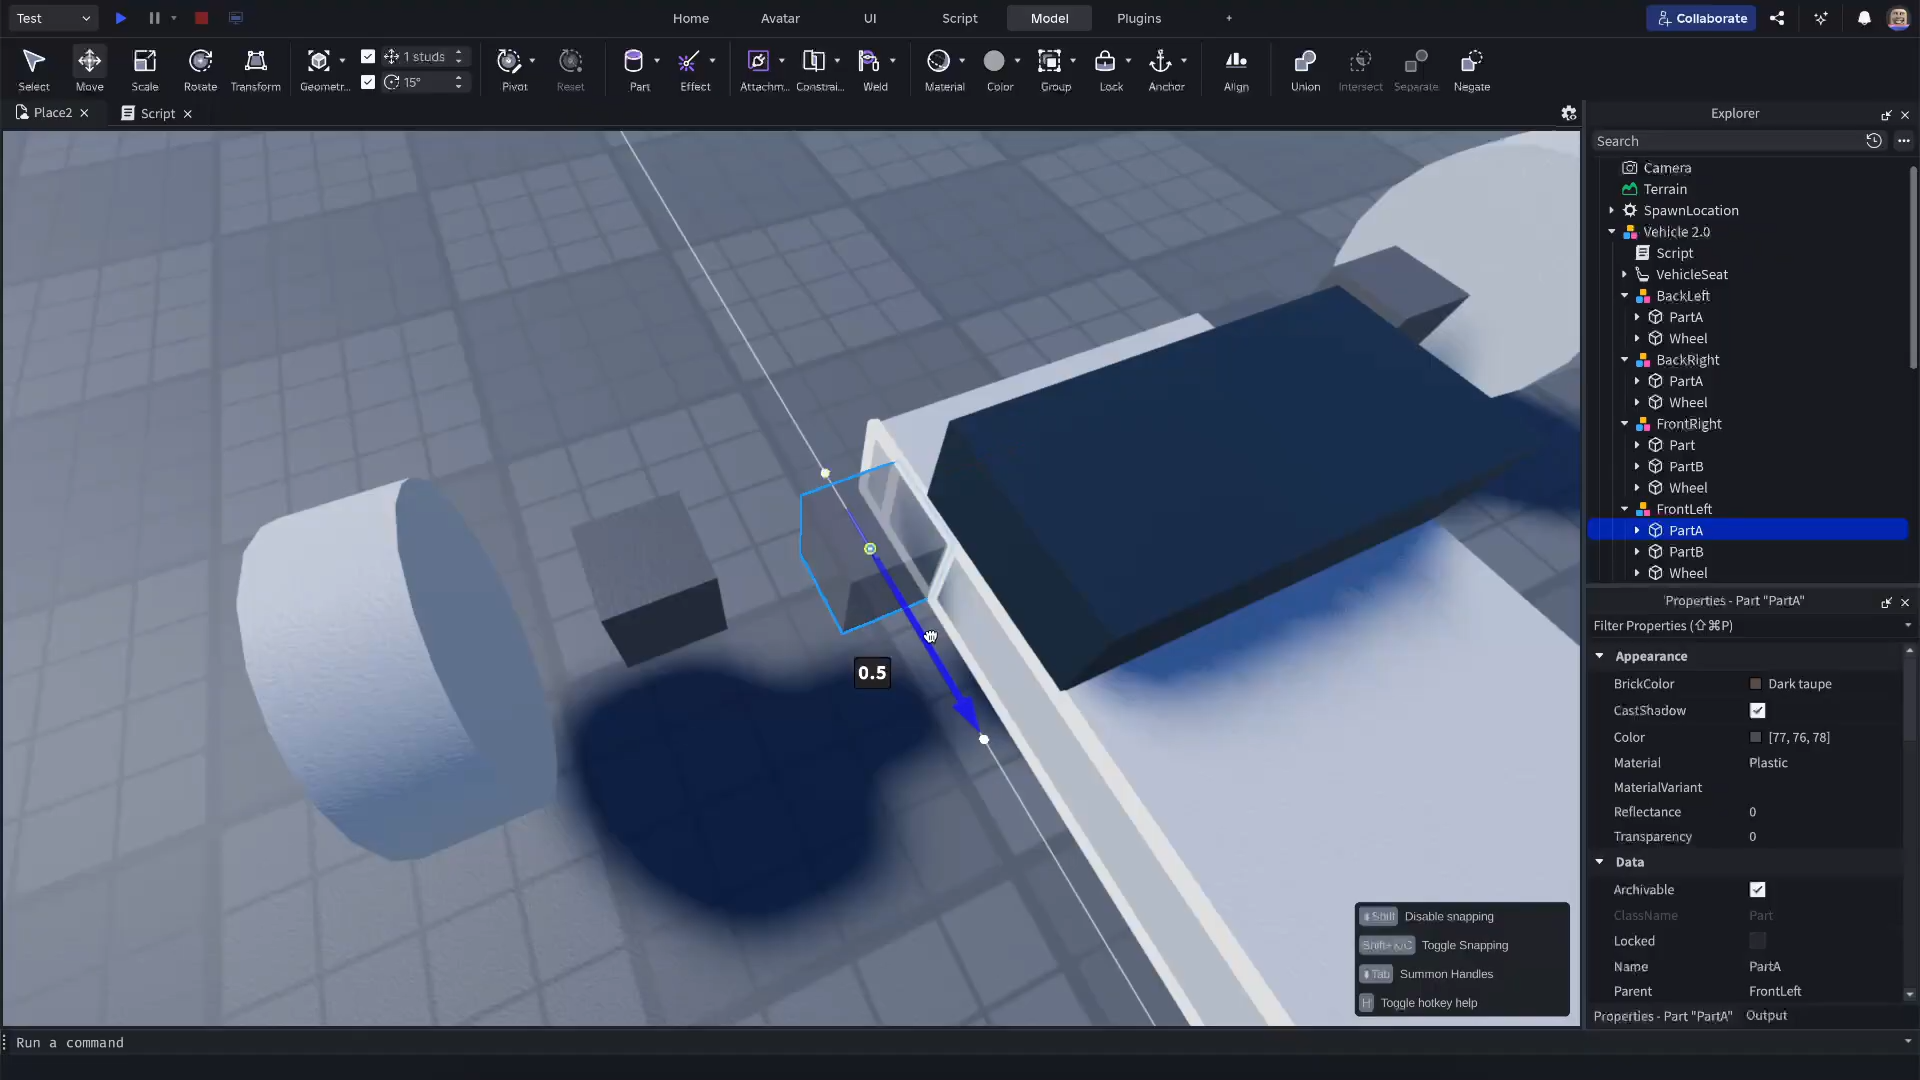 Test
Home
Avatar
UI
Script
Model
Plugins
+
Collaborate
Select
Move
Scale
Rotate
Transform
Geometr...
1 studs
15°
Pivot
Reset
Part
Effect
Attachm...
Constrai...
Weld
Material
Color
Group
Lock
Anchor
Align
Union
Intersect
Separate
Negate
Place2
Script
Explorer
Search
Camera
Terrain
SpawnLocation
Vehicle 2.0
Script
VehicleSeat
BackLeft
PartA
Wheel
BackRight
PartA
Wheel
FrontRight
Part
PartB
Wheel
FrontLeft
PartA
PartB
Wheel
0.5
Properties - Part "PartA"
Filter Properties (⇧⌘P)
Appearance
BrickColor Dark taupe
CastShadow
Color [77, 76, 78]
Material Plastic
MaterialVariant
Reflectance 0
Transparency 0
Data
Archivable
ClassName Part
Locked
Name PartA
Parent FrontLeft
Properties - Part "PartA" Output
Shift Disable snapping
Toggle Snapping
Tab Summon Handles
H Toggle hotkey help
Run a command